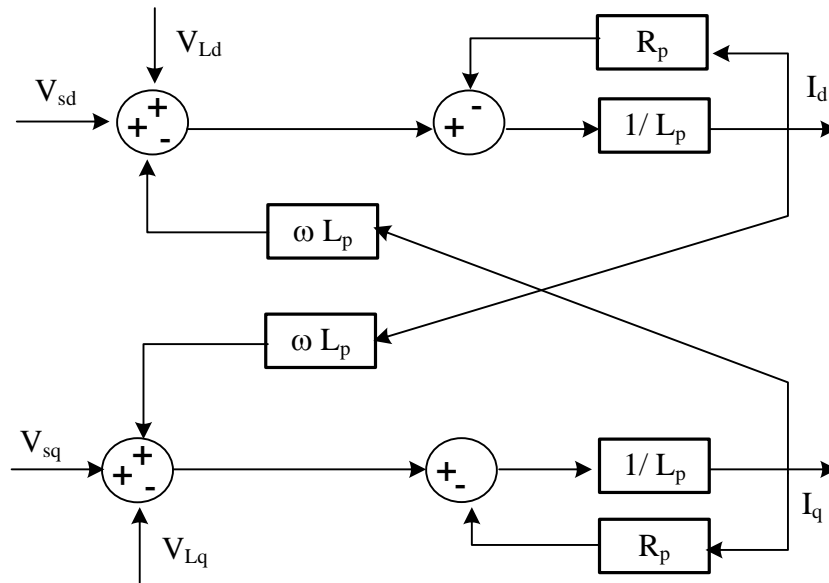 V_Ld
R_p
V_sd
I_d
+
+
-
-
+
1/ L_p
ω L_p
ω L_p
V_sq
+
+
-
+
-
1/ L_p
I_q
V_Lq
R_p